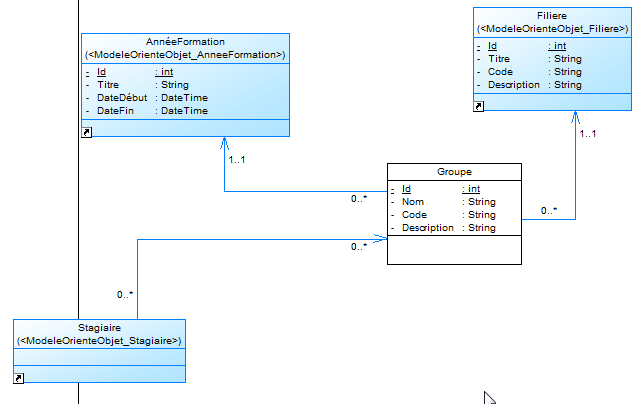 AnnéeFormation
(<ModeleOrienteObjet_AnneeFormation>)
- Id : int
- Titre : String
- DateDébut : DateTime
- DateFin : DateTime
Filiere
(<ModeleOrienteObjet_Filiere>)
- Id : int
- Titre : String
- Code : String
- Description : String
1..1
1..1
Groupe
- Id : int
- Nom : String
- Code : String
- Description : String
0..*
0..*
0..*
0..*
Stagiaire
(<ModeleOrienteObjet_Stagiaire>)